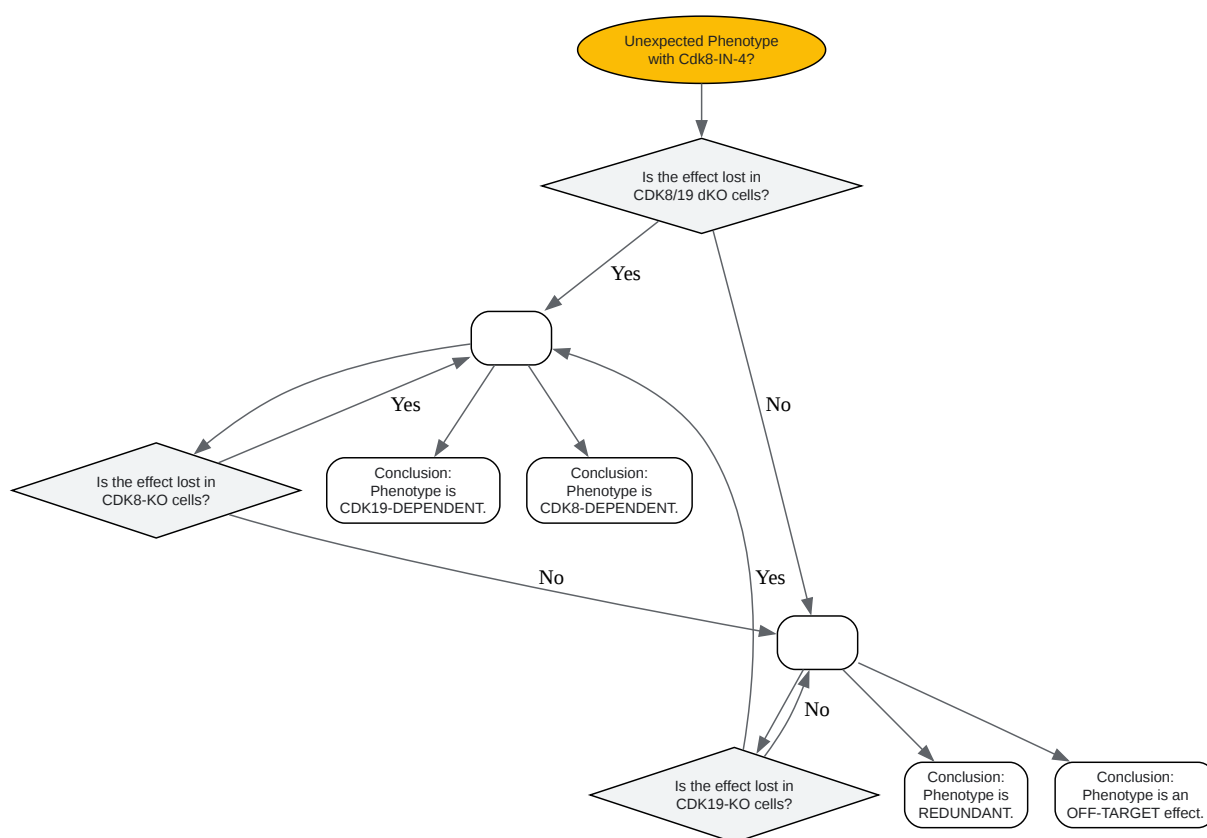 Unexpected Phenotype
with Cdk8-IN-4?
Is the effect lost in
CDK8/19 dKO cells?
Yes
No
Yes
Is the effect lost in
CDK8-KO cells?
Conclusion:
Phenotype is
CDK19-DEPENDENT.
Conclusion:
Phenotype is
CDK8-DEPENDENT.
No
Yes
No
Is the effect lost in
CDK19-KO cells?
Conclusion:
Phenotype is
REDUNDANT.
Conclusion:
Phenotype is an
OFF-TARGET effect.